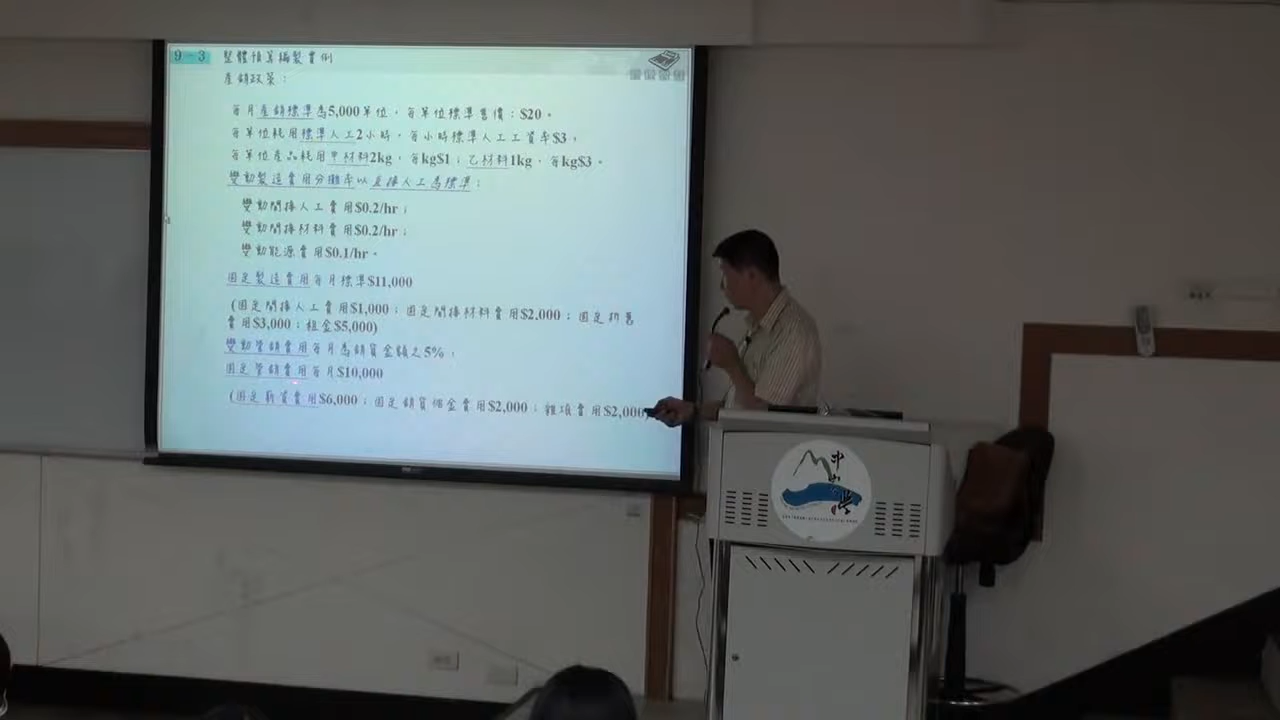 9-3 整體預算編製實例
產銷政策：
每月產銷標準為5,000單位，每單位標準售價：$20。
每單位耗用標準人工2小時，每小時標準人工工資率$3，
每單位產品耗用甲材料2kg，每kg$1；乙材料1kg，每kg$3。
變動製造費用分攤率以直接人工為標準：
變動間接人工費用$0.2/hr；
變動間接材料費用$0.2/hr；
變動能源費用$0.1/hr。
固定製造費用每月標準$11,000
(固定間接人工費用$1,000；固定間接材料費用$2,000；固定折舊
費用$3,000；租金$5,000)
變動管銷費用每月為銷貨金額之5%，
固定管銷費用每月$10,000
(固定薪資費用$6,000；固定銷貨佣金費用$2,000；雜項費用$2,000)
中山學